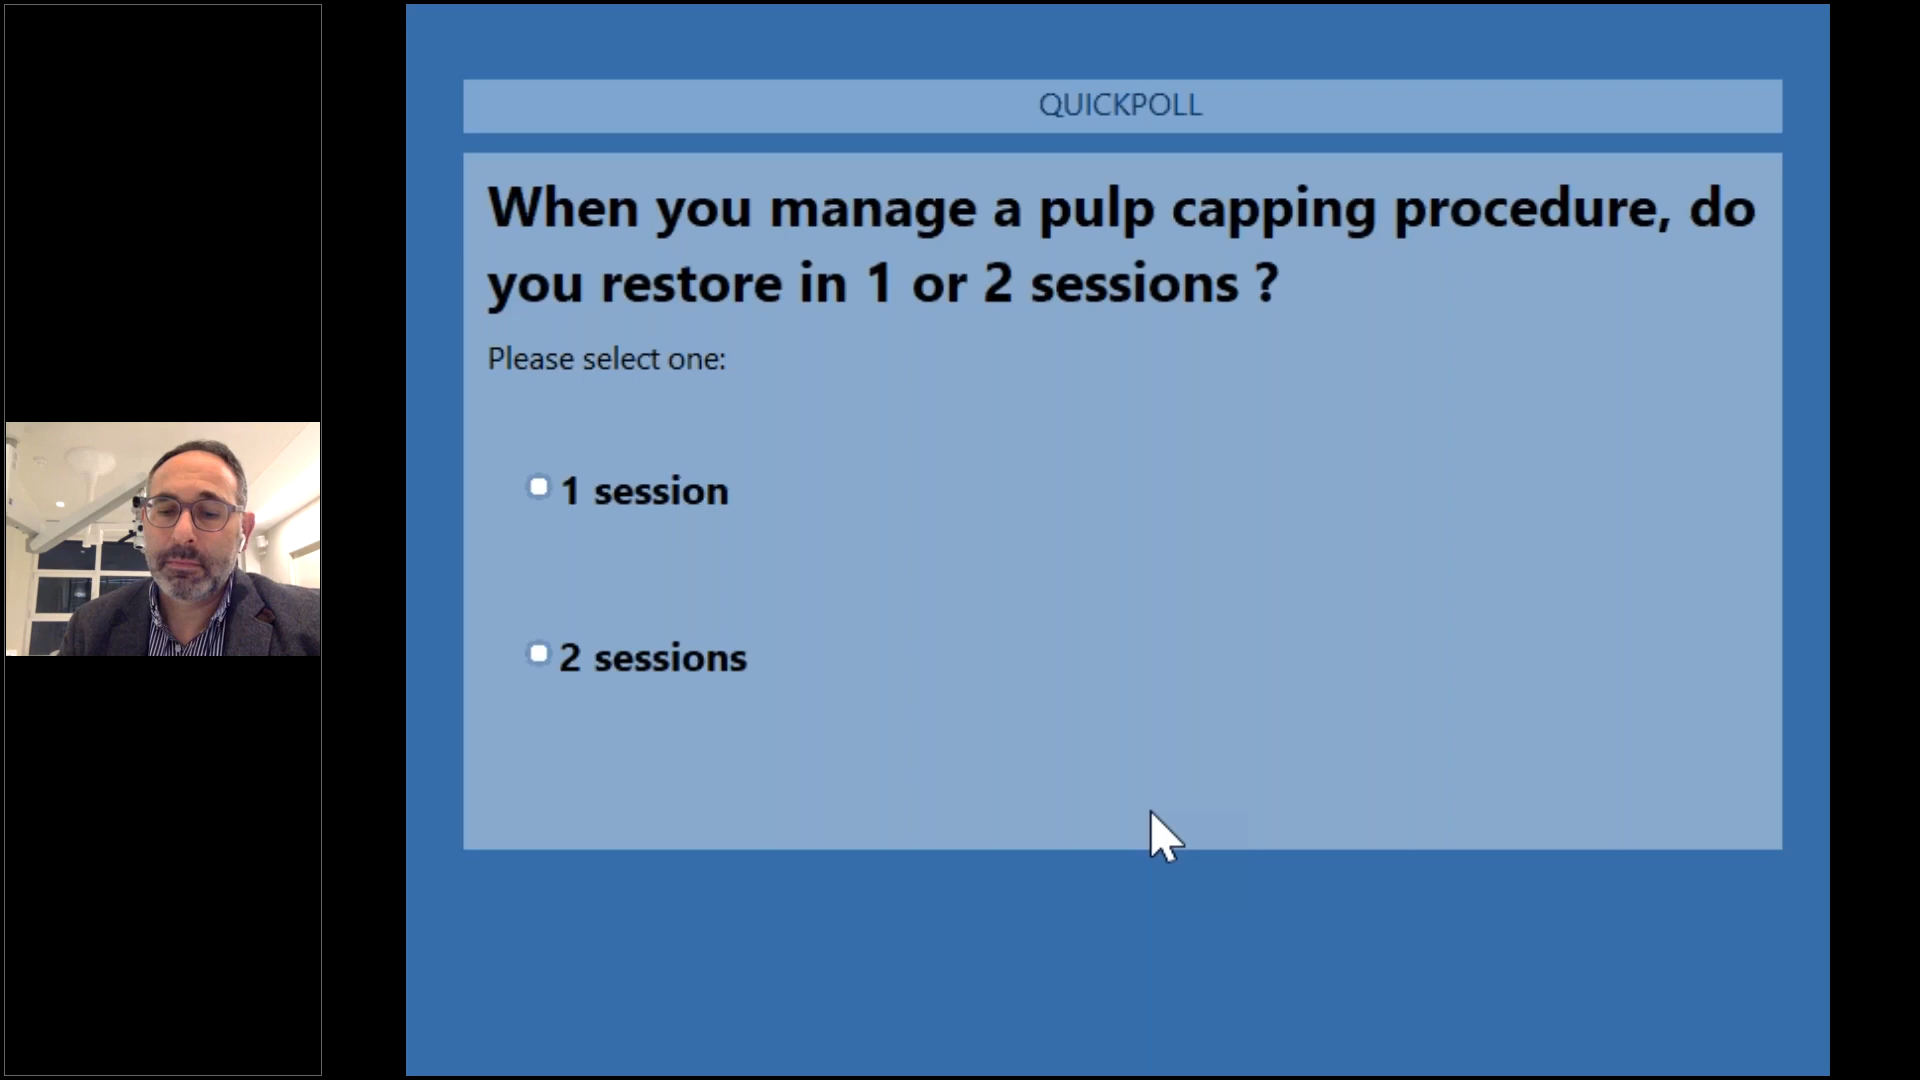 QUICKPOLL
When you manage a pulp capping procedure, do
you restore in 1 or 2 sessions ?
Please select one:
1 session
2 sessions